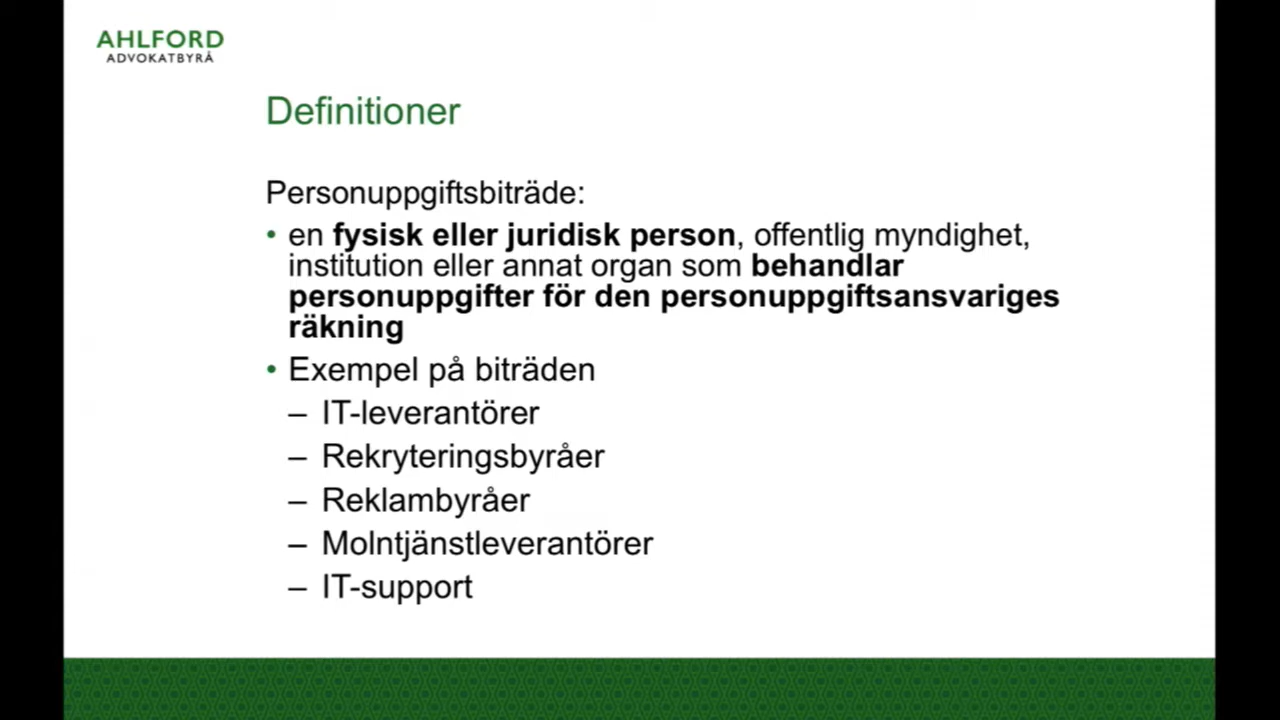 AHLFORD
ADVOKATBYRÅ
Definitioner
Personuppgiftsbiträde:
• en fysisk eller juridisk person, offentlig myndighet,
institution eller annat organ som behandlar
personuppgifter för den personuppgiftsansvariges
räkning
• Exempel på biträden
– IT-leverantörer
– Rekryteringsbyråer
– Reklambyråer
– Molntjänstleverantörer
– IT-support